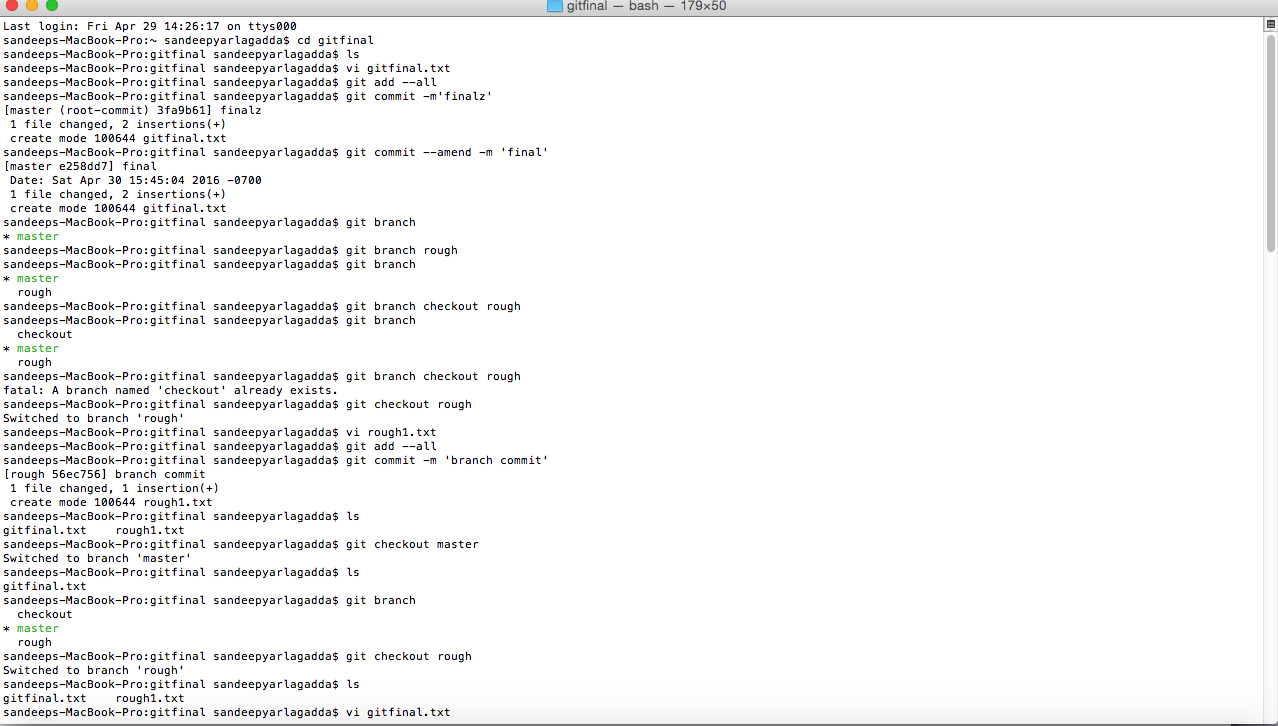 gitfinal — bash — 179×50
Last login: Fri Apr 29 14:26:17 on ttys000
sandeeps-MacBook-Pro:~ sandeepyarlagadda$ cd gitfinal
sandeeps-MacBook-Pro:gitfinal sandeepyarlagadda$ ls
sandeeps-MacBook-Pro:gitfinal sandeepyarlagadda$ vi gitfinal.txt
sandeeps-MacBook-Pro:gitfinal sandeepyarlagadda$ git add --all
sandeeps-MacBook-Pro:gitfinal sandeepyarlagadda$ git commit -m'finalz'
[master (root-commit) 3fa9b61] finalz
 1 file changed, 2 insertions(+)
 create mode 100644 gitfinal.txt
sandeeps-MacBook-Pro:gitfinal sandeepyarlagadda$ git commit --amend -m 'final'
[master e258dd7] final
 Date: Sat Apr 30 15:45:04 2016 -0700
 1 file changed, 2 insertions(+)
 create mode 100644 gitfinal.txt
sandeeps-MacBook-Pro:gitfinal sandeepyarlagadda$ git branch
* master
sandeeps-MacBook-Pro:gitfinal sandeepyarlagadda$ git branch rough
sandeeps-MacBook-Pro:gitfinal sandeepyarlagadda$ git branch
* master
  rough
sandeeps-MacBook-Pro:gitfinal sandeepyarlagadda$ git branch checkout rough
sandeeps-MacBook-Pro:gitfinal sandeepyarlagadda$ git branch
  checkout
* master
  rough
sandeeps-MacBook-Pro:gitfinal sandeepyarlagadda$ git branch checkout rough
fatal: A branch named 'checkout' already exists.
sandeeps-MacBook-Pro:gitfinal sandeepyarlagadda$ git checkout rough
Switched to branch 'rough'
sandeeps-MacBook-Pro:gitfinal sandeepyarlagadda$ vi rough1.txt
sandeeps-MacBook-Pro:gitfinal sandeepyarlagadda$ git add --all
sandeeps-MacBook-Pro:gitfinal sandeepyarlagadda$ git commit -m 'branch commit'
[rough 56ec756] branch commit
 1 file changed, 1 insertion(+)
 create mode 100644 rough1.txt
sandeeps-MacBook-Pro:gitfinal sandeepyarlagadda$ ls
gitfinal.txt    rough1.txt
sandeeps-MacBook-Pro:gitfinal sandeepyarlagadda$ git checkout master
Switched to branch 'master'
sandeeps-MacBook-Pro:gitfinal sandeepyarlagadda$ ls
gitfinal.txt
sandeeps-MacBook-Pro:gitfinal sandeepyarlagadda$ git branch
  checkout
* master
  rough
sandeeps-MacBook-Pro:gitfinal sandeepyarlagadda$ git checkout rough
Switched to branch 'rough'
sandeeps-MacBook-Pro:gitfinal sandeepyarlagadda$ ls
gitfinal.txt    rough1.txt
sandeeps-MacBook-Pro:gitfinal sandeepyarlagadda$ vi gitfinal.txt